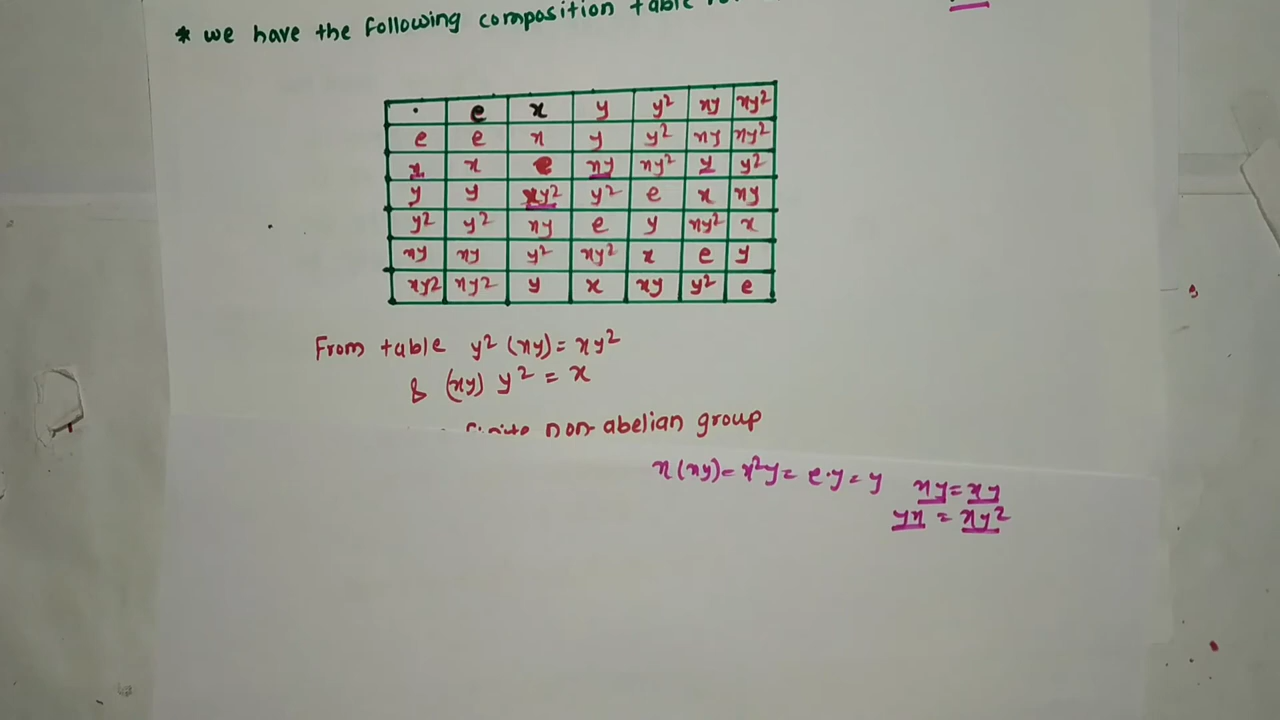 * we have the following composition table
. e x y y² xy xy²
e e x y y² xy xy²
x x e xy xy² y y²
y y xy² y² e x xy
y² y² xy e y xy² x
xy xy y² xy² x e y
xy² xy² y x xy y² e
From table y² (xy) = xy²
& (xy) y² = x
finite non-abelian group
x(xy) = x²y = e·y = y xy = xy
yx = xy²